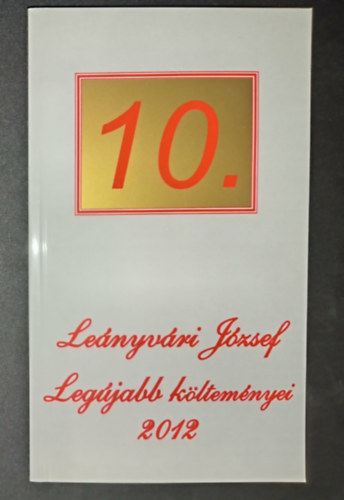 10.
Leányvári József
Legújabb költeményei
2012